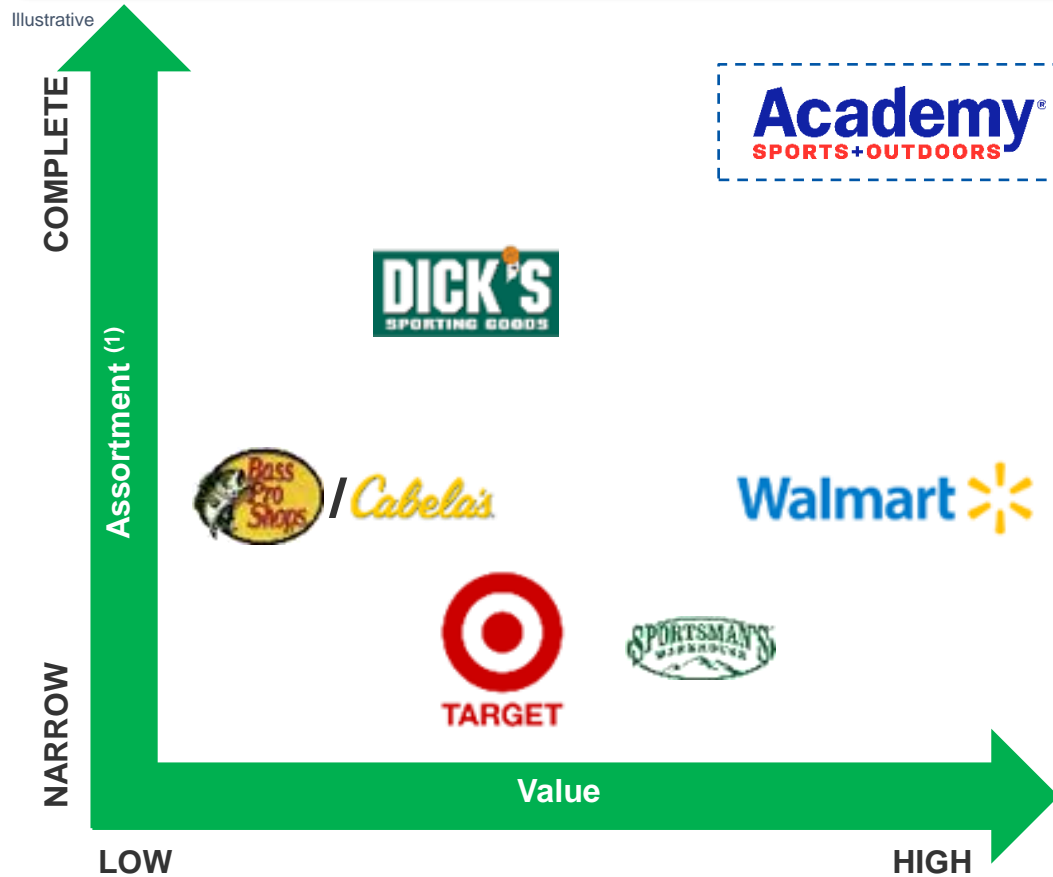 Illustrative
COMPLETE
Academy®
SPORTS+OUTDOORS
DICK'S
SPORTING GOODS
Assortment (1)
Bass
Pro
Shops
/ Cabela's
Walmart
SPORTSMAN'S
WAREHOUSE
TARGET
NARROW
Value
LOW
HIGH